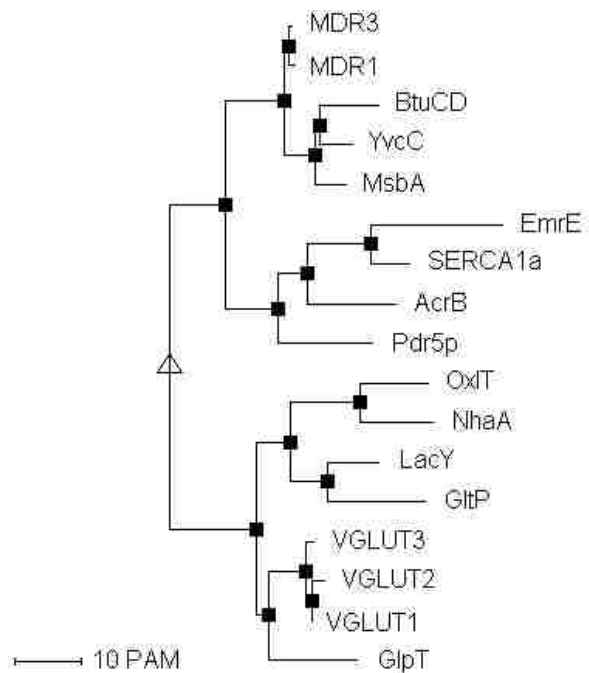 MDR3
MDR1
BtuCD
YvcC
MsbA
EmrE
SERCA1a
AcrB
Pdr5p
OxlT
NhaA
LacY
GltP
VGLUT3
VGLUT2
VGLUT1
10 PAM GlpT